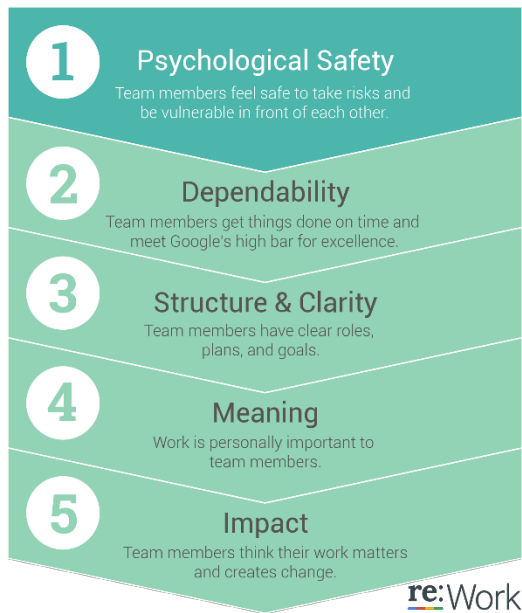 1
Psychological Safety
Team members feel safe to take risks and
be vulnerable in front of each other.
2
Dependability
Team members get things done on time and
meet Google's high bar for excellence.
3
Structure & Clarity
Team members have clear roles,
plans, and goals.
4
Meaning
Work is personally important to
team members.
5
Impact
Team members think their work matters
and creates change.
re:Work